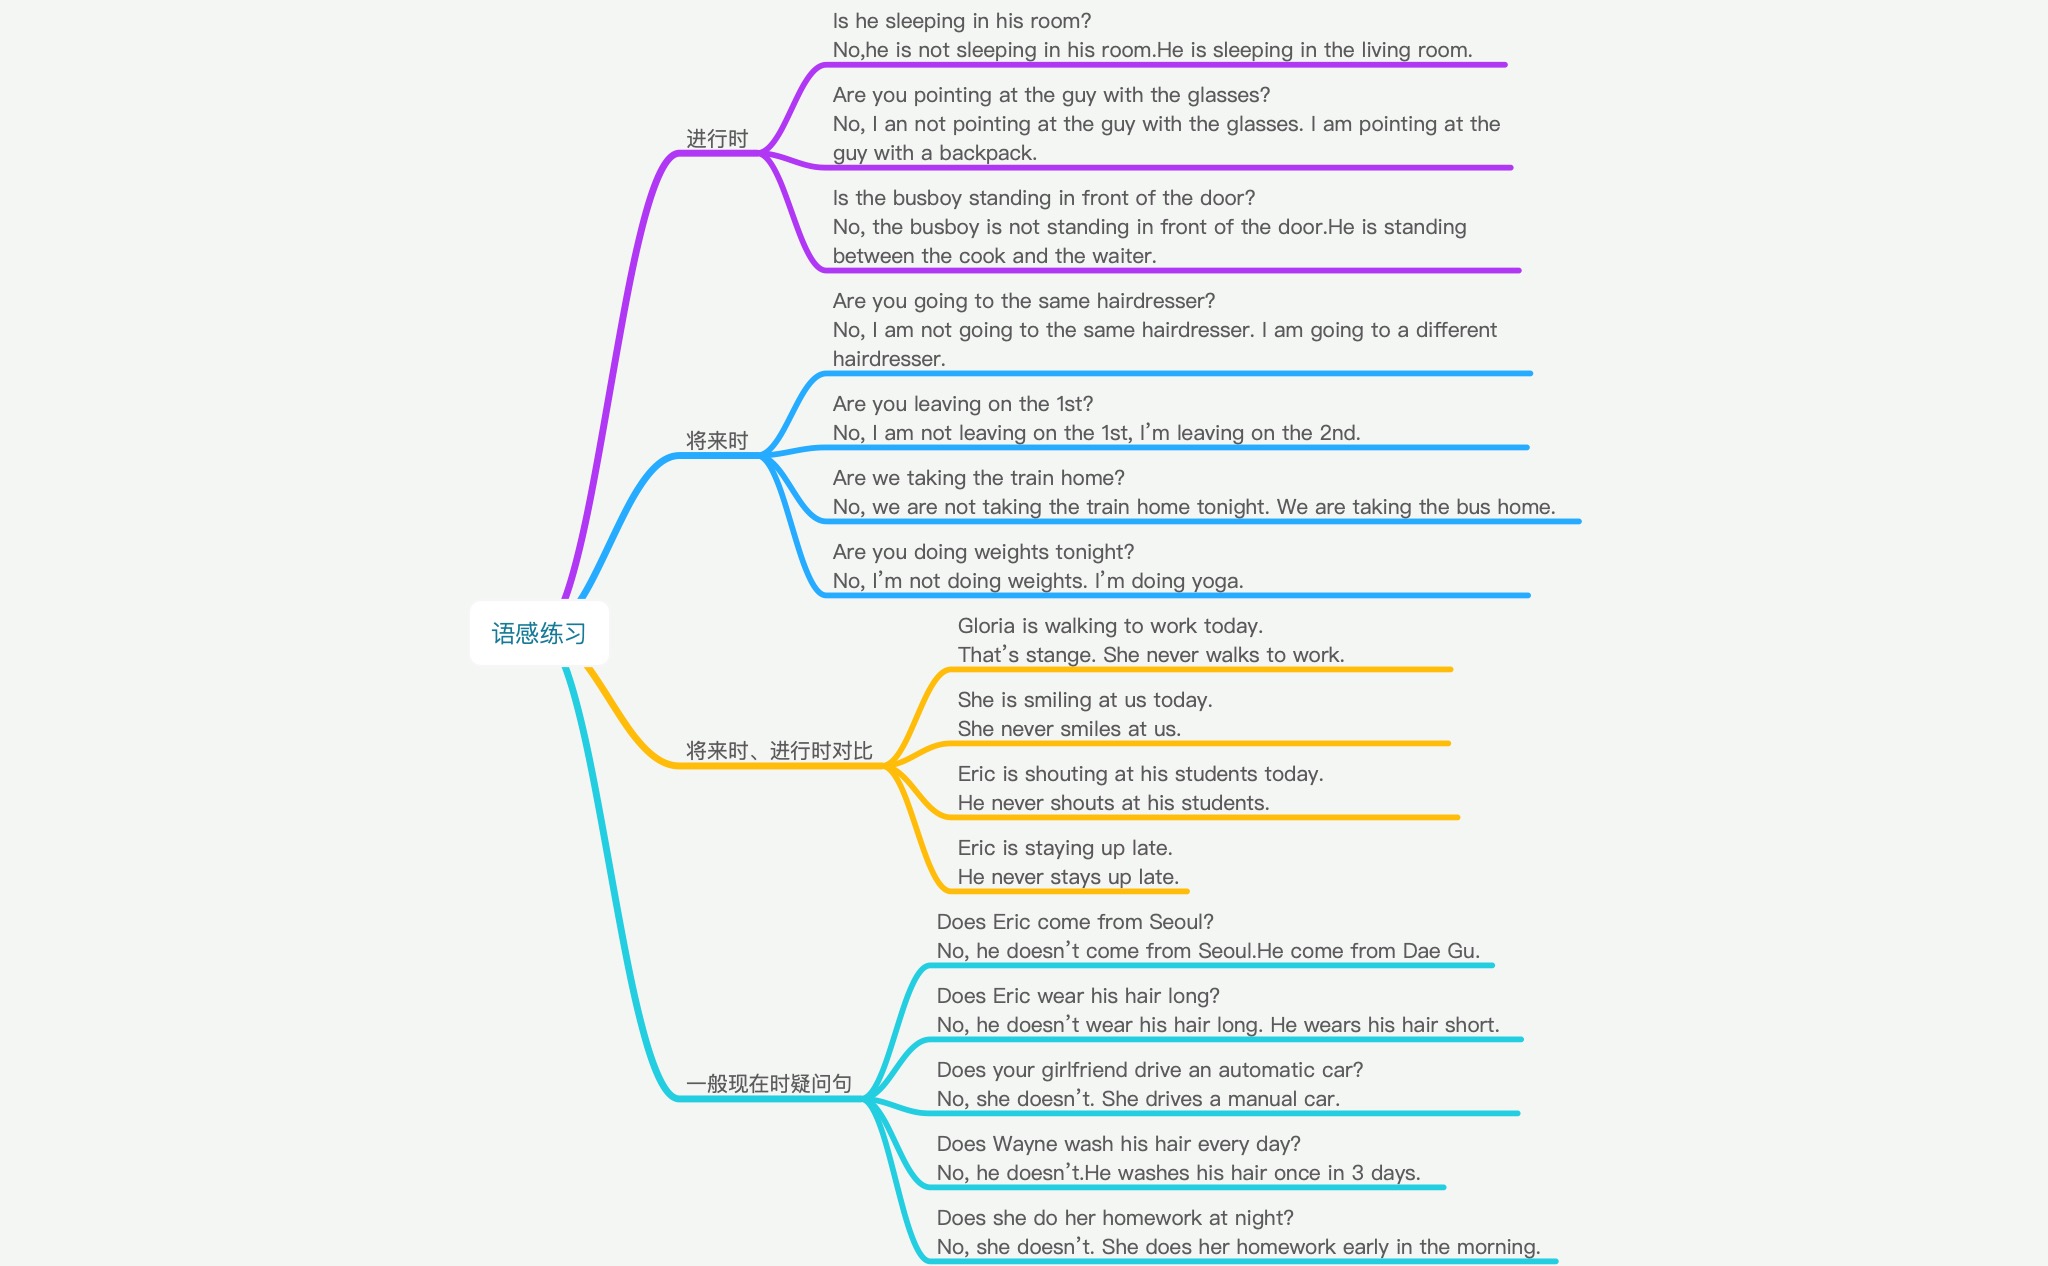 语感练习
进行时
Is he sleeping in his room?
No,he is not sleeping in his room.He is sleeping in the living room.
Are you pointing at the guy with the glasses?
No, I an not pointing at the guy with the glasses. I am pointing at the
guy with a backpack.
Is the busboy standing in front of the door?
No, the busboy is not standing in front of the door.He is standing
between the cook and the waiter.
将来时
Are you going to the same hairdresser?
No, I am not going to the same hairdresser. I am going to a different
hairdresser.
Are you leaving on the 1st?
No, I am not leaving on the 1st, I’m leaving on the 2nd.
Are we taking the train home?
No, we are not taking the train home tonight. We are taking the bus home.
Are you doing weights tonight?
No, I’m not doing weights. I’m doing yoga.
将来时、进行时对比
Gloria is walking to work today.
That’s stange. She never walks to work.
She is smiling at us today.
She never smiles at us.
Eric is shouting at his students today.
He never shouts at his students.
Eric is staying up late.
He never stays up late.
一般现在时疑问句
Does Eric come from Seoul?
No, he doesn’t come from Seoul.He come from Dae Gu.
Does Eric wear his hair long?
No, he doesn’t wear his hair long. He wears his hair short.
Does your girlfriend drive an automatic car?
No, she doesn’t. She drives a manual car.
Does Wayne wash his hair every day?
No, he doesn’t.He washes his hair once in 3 days.
Does she do her homework at night?
No, she doesn’t. She does her homework early in the morning.